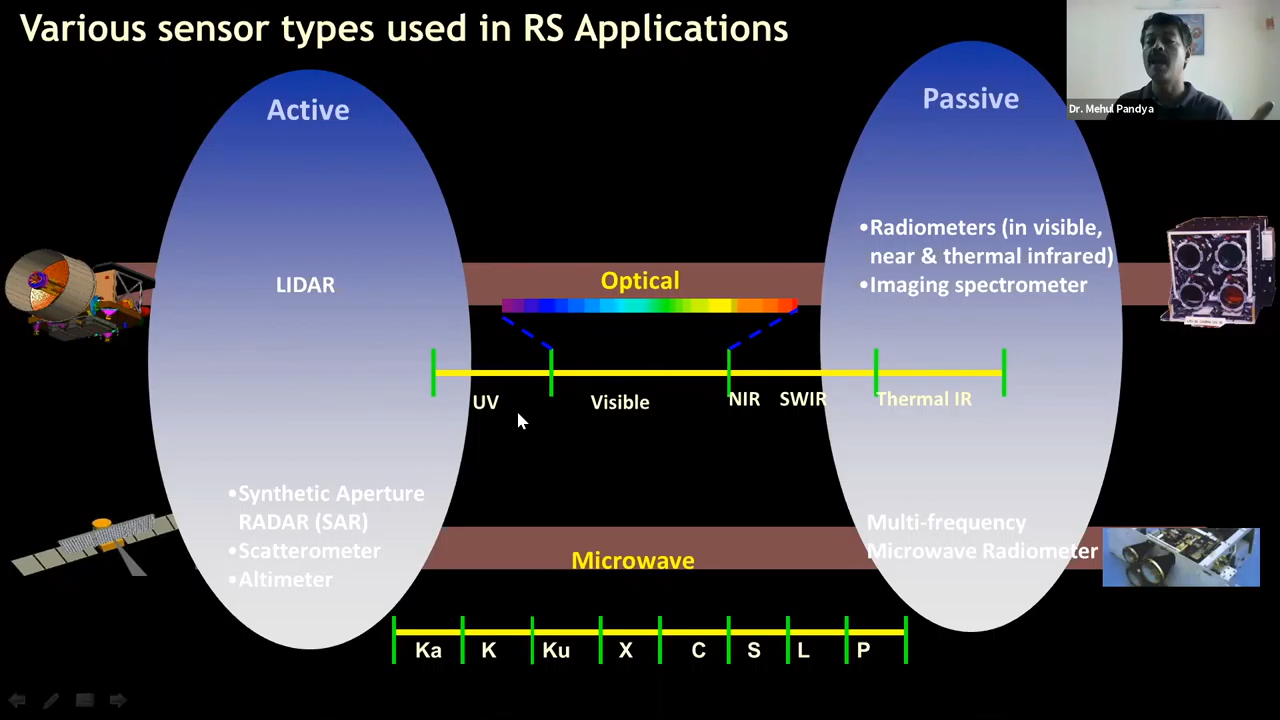 Various sensor types used in RS Applications
Dr. Mehul Pandya
Active
Passive
•Radiometers (in visible,
near & thermal infrared)
•Imaging spectrometer
LIDAR
Optical
UV
Visible
NIR
SWIR
Thermal IR
•Synthetic Aperture
RADAR (SAR)
•Scatterometer
•Altimeter
Multi-frequency
Microwave Radiometer
Microwave
Ka
K
Ku
X
C
S
L
P